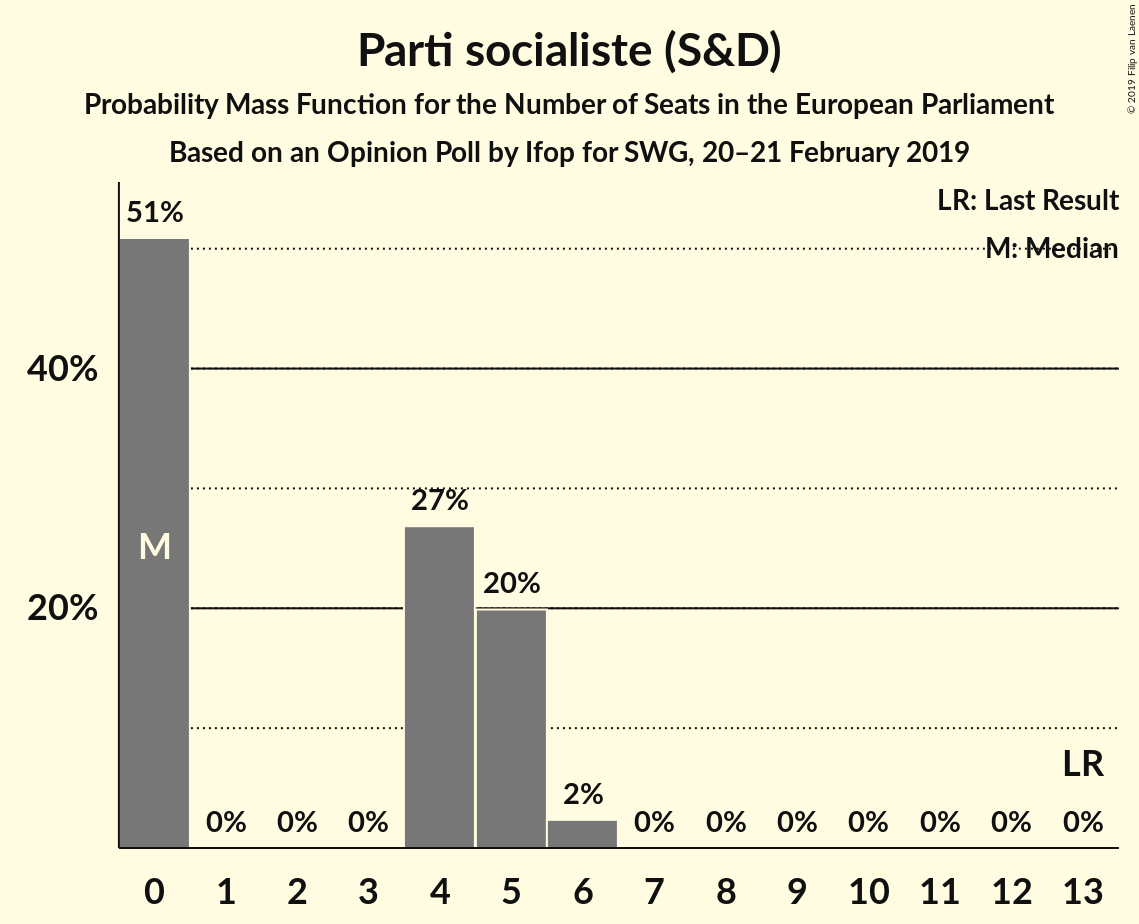 Parti socialiste (S&D)
Probability Mass Function for the Number of Seats in the European Parliament
Based on an Opinion Poll by Ifop for SWG, 20–21 February 2019
© 2019 Filip van Laenen
LR: Last Result
M: Median
51%
40%
27%
M
20%
20%
LR
2%
0% 0% 0% 0% 0% 0% 0% 0% 0% 0%
0 1 2 3 4 5 6 7 8 9 10 11 12 13